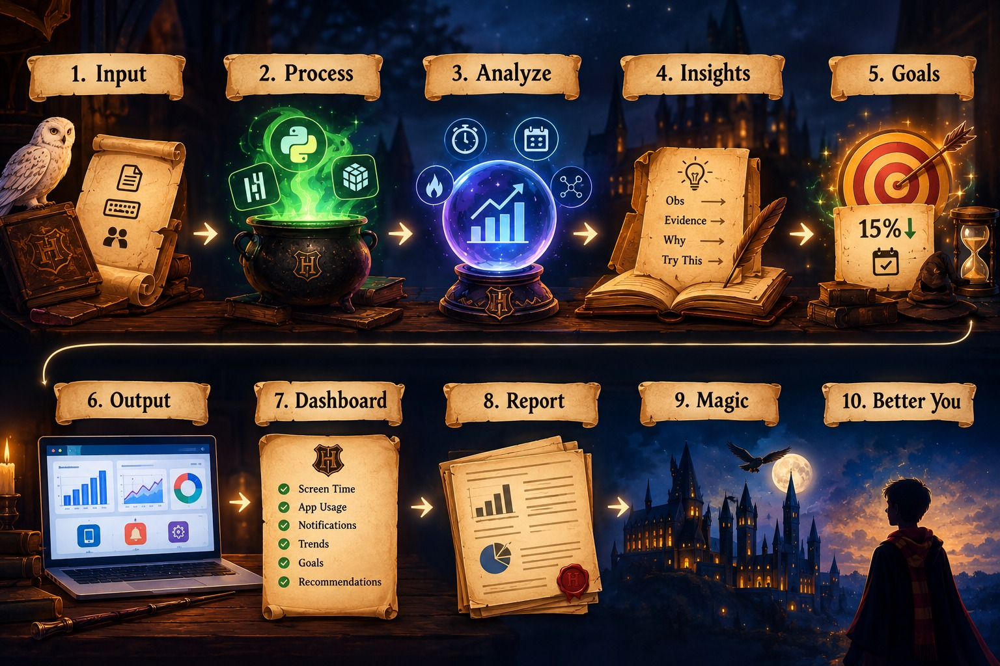 1. Input
2. Process
3. Analyze
4. Insights
5. Goals
H
H
H
Obs →
Evidence →
Why →
Try This →
15%↓
6. Output
7. Dashboard
8. Report
9. Magic
10. Better You
H
Screen Time
App Usage
Notifications
Trends
Goals
Recommendations
H